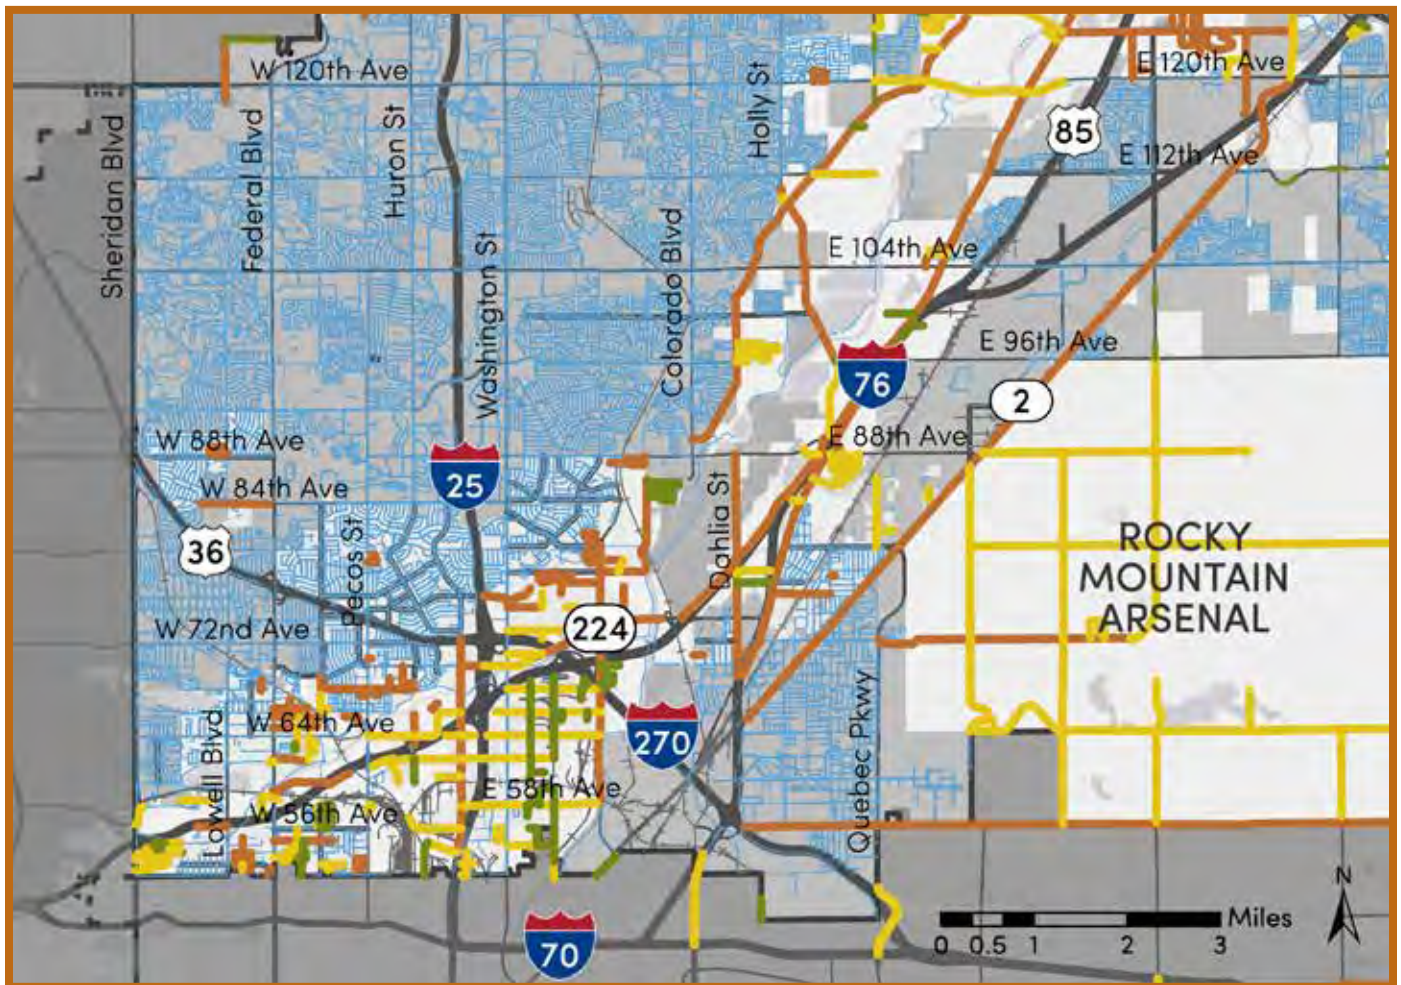 W 120th Ave
E 120th Ave
Holly St
Huron St
Federal Blvd
Sheridan Blvd
85
E 112th Ave
Colorado Blvd
Washington St
E 104th Ave
E 96th Ave
76
2
W 88th Ave
E 88th Ave
25
W 84th Ave
Dahlia St
Pecos St
36
ROCKY
MOUNTAIN
ARSENAL
224
W 72nd Ave
Quebec Pkwy
Lowell Blvd
W 64th Ave
270
E 58th Ave
W 56th Ave
N
Miles
0 0.5 1 2 3
70